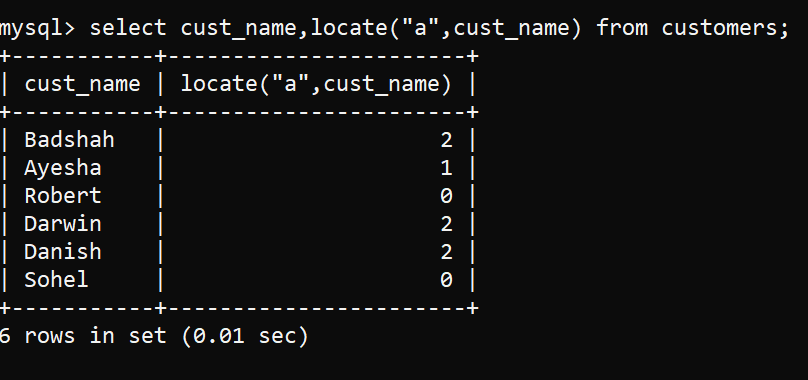 mysql> select cust_name,locate("a",cust_name) from customers;
+-----------+-----------------------+
| cust_name | locate("a",cust_name) |
+-----------+-----------------------+
| Badshah   |                     2 |
| Ayesha    |                     1 |
| Robert    |                     0 |
| Darwin    |                     2 |
| Danish    |                     2 |
| Sohel     |                     0 |
+-----------+-----------------------+
6 rows in set (0.01 sec)